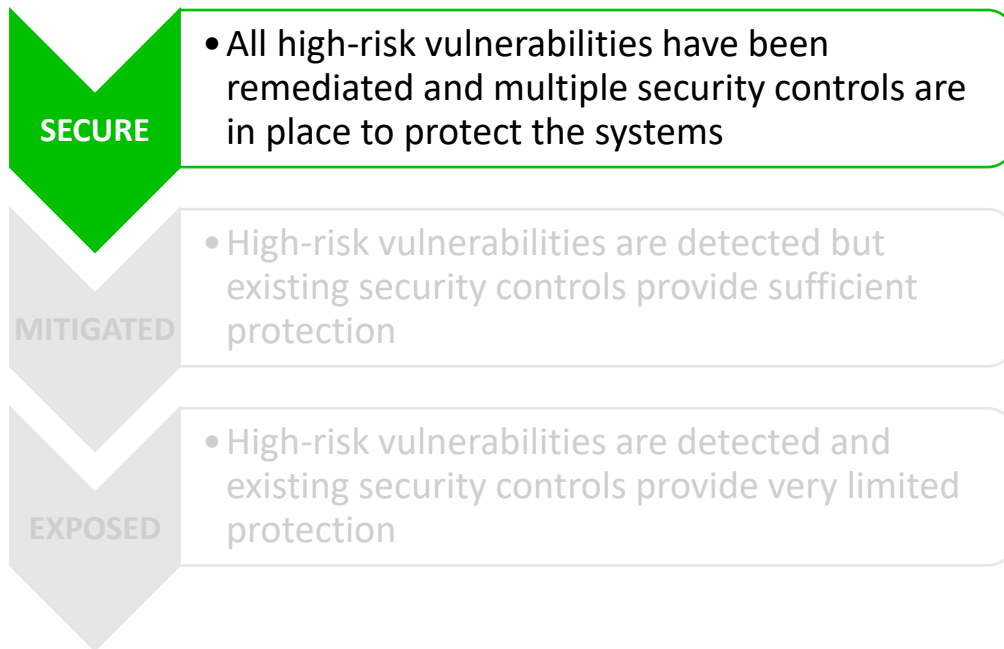 SECURE
•All high-risk vulnerabilities have been
remediated and multiple security controls are
in place to protect the systems
MITIGATED
•High-risk vulnerabilities are detected but
existing security controls provide sufficient
protection
EXPOSED
•High-risk vulnerabilities are detected and
existing security controls provide very limited
protection